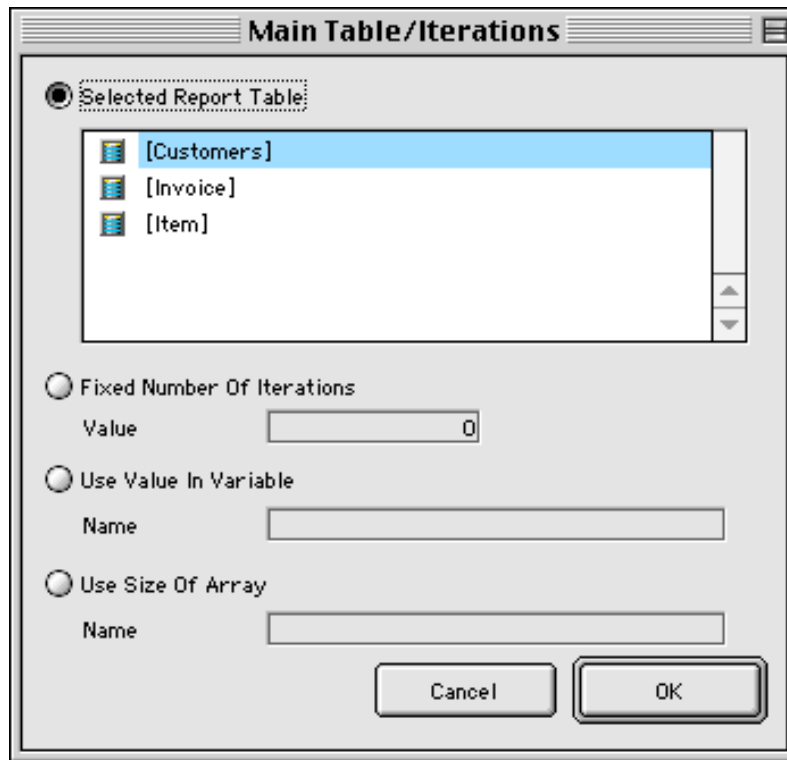 Main Table/Iterations
Selected Report Table
[Customers]
[Invoice]
[Item]
Fixed Number Of Iterations
Value 0
Use Value In Variable
Name
Use Size Of Array
Name
Cancel OK